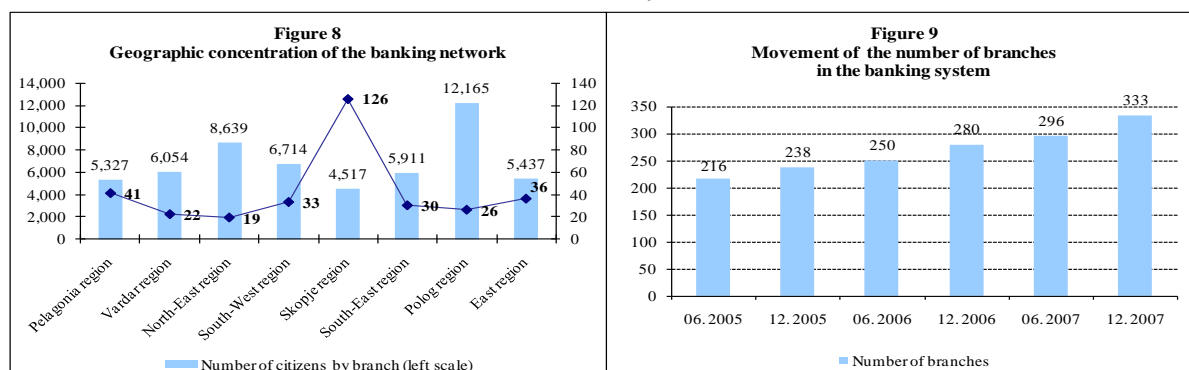 Figure 8
Geographic concentration of the banking network
14,000
12,000
10,000
8,000
6,000
4,000
2,000
0
140
120
100
80
60
40
20
0
5,327
6,054
8,639
6,714
4,517
5,911
12,165
5,437
41
22
19
33
126
30
26
36
Pelagonia region
Vardar region
North-East region
South-West region
Skopje region
South-East region
Polog region
East region
Number of citizens by branch (left scale)
Figure 9
Movement of the number of branches
in the banking system
350
300
250
200
150
100
50
0
216
238
250
280
296
333
06.2005 12.2005 06.2006 12.2006 06.2007 12.2007
Number of branches